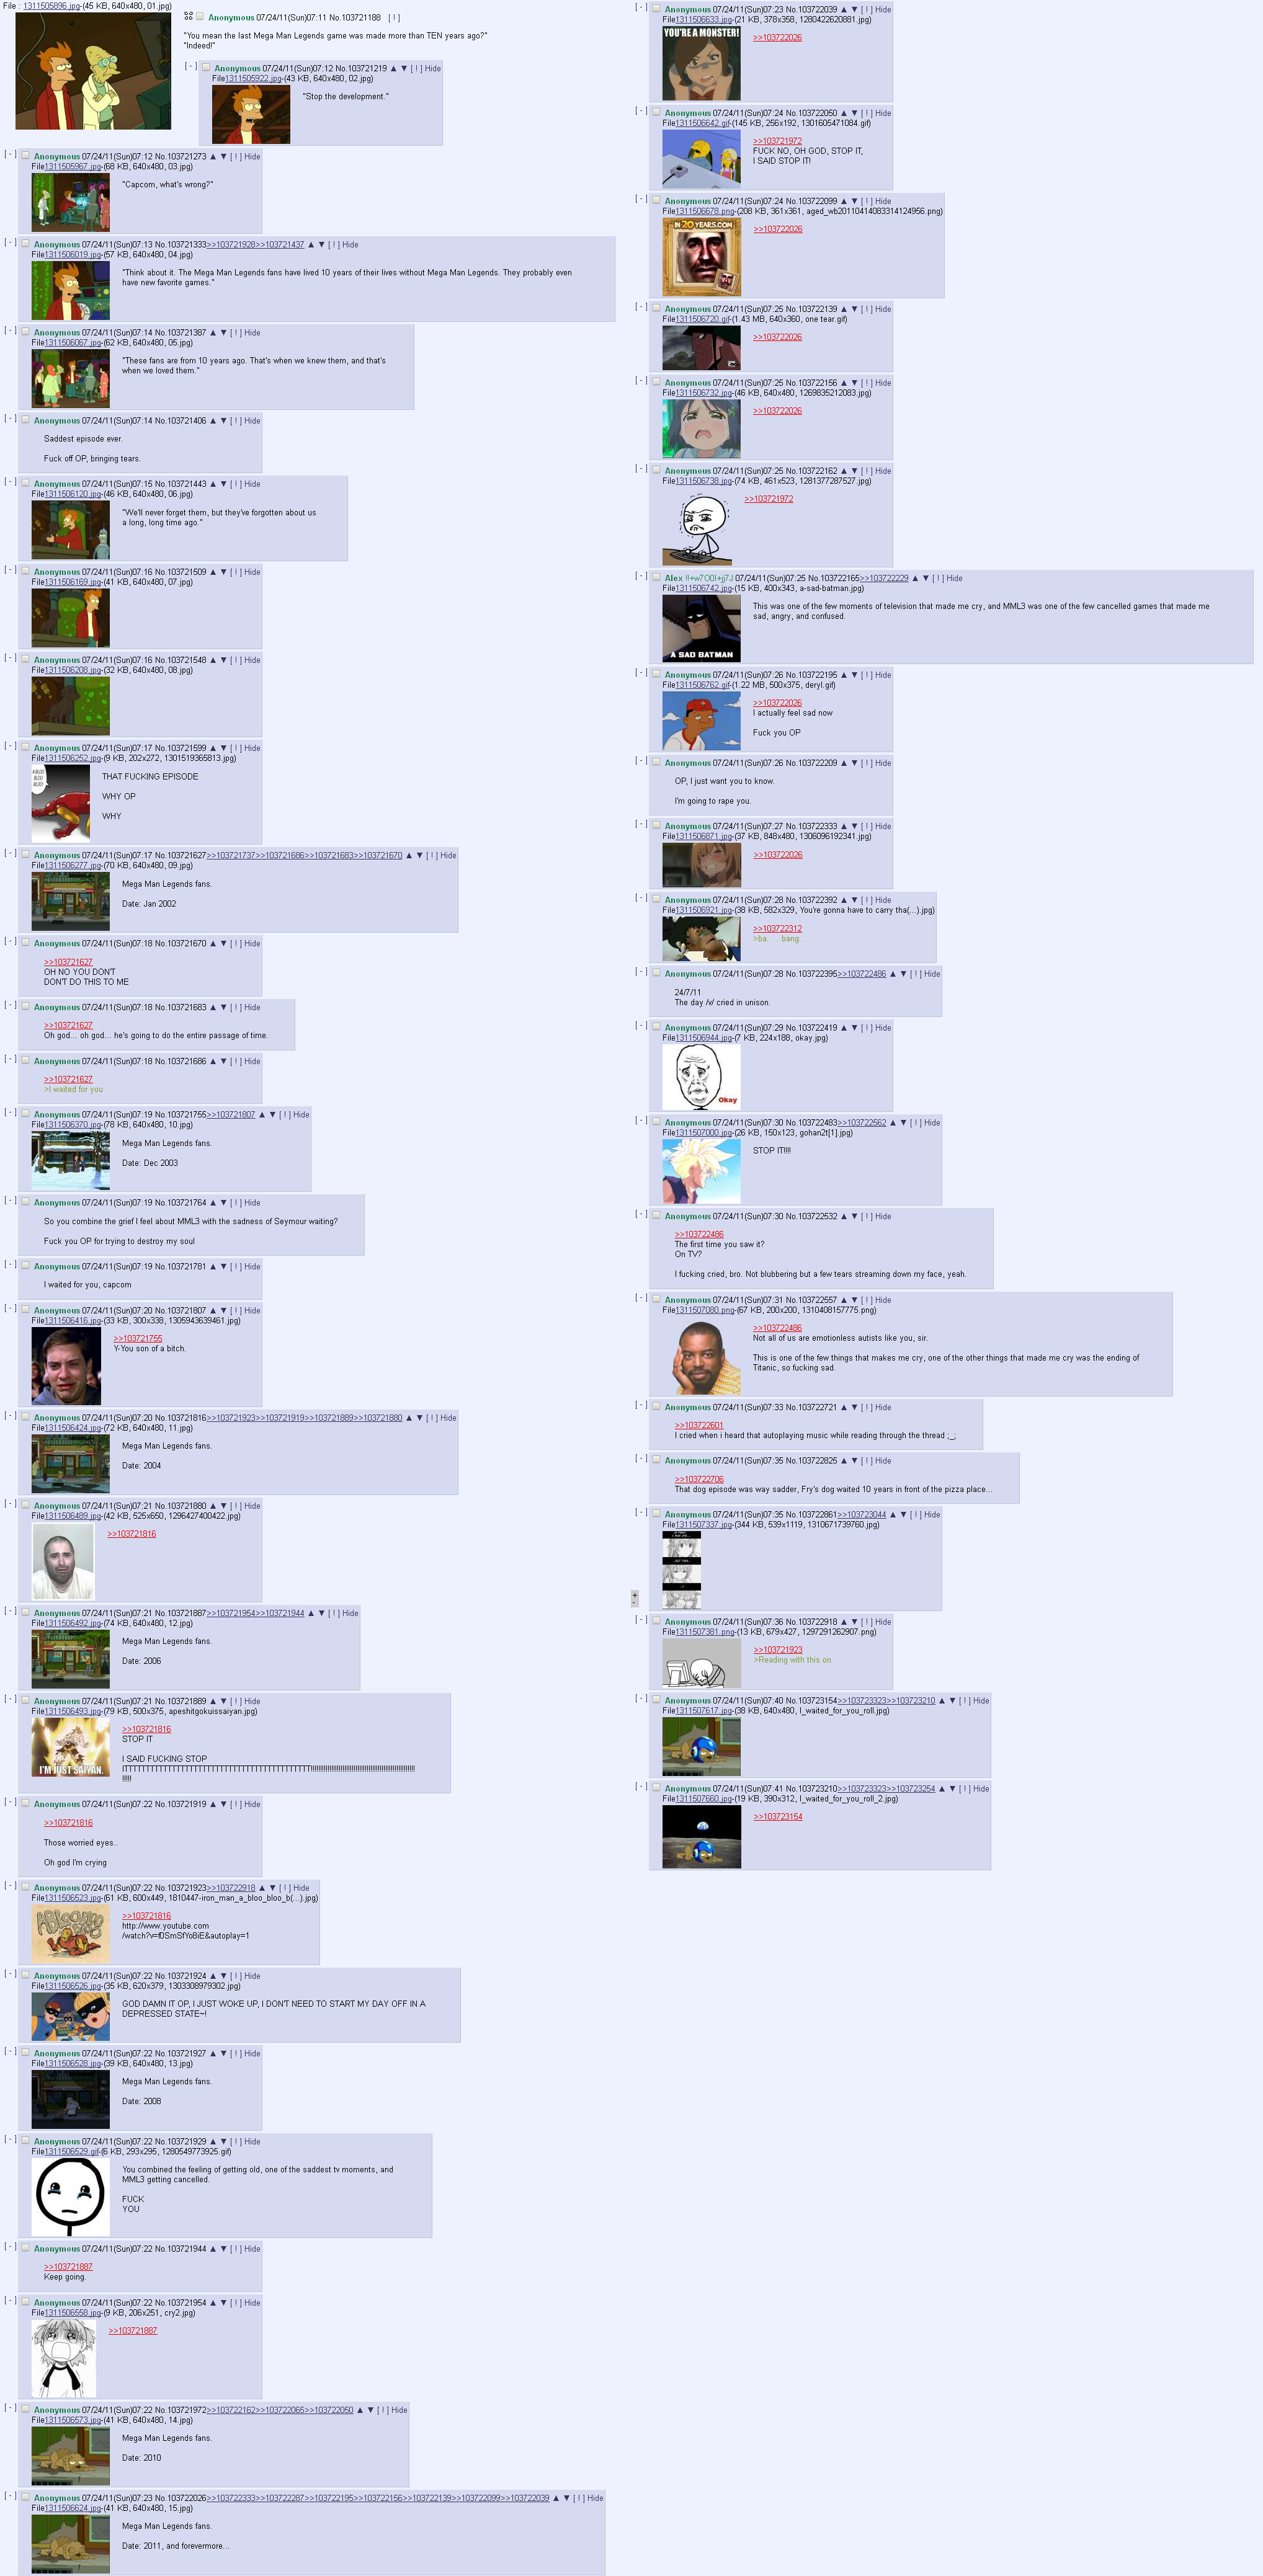 File : 1311505896.jpg-(45 KB, 640x480, 01.jpg)
Anonymous 07/24/11(Sun)07:11 No.103721188 [ ! ]
"You mean the last Mega Man Legends game was made more than TEN years ago?"
"Indeed!"
[ - ] Anonymous 07/24/11(Sun)07:12 No.103721219 ▲ ▼ [ ! ] Hide
File1311505922.jpg-(43 KB, 640x480, 02.jpg)
"Stop the development."
[ - ] Anonymous 07/24/11(Sun)07:12 No.103721273 ▲ ▼ [ ! ] Hide
File1311505967.jpg-(68 KB, 640x480, 03.jpg)
"Capcom, what's wrong?"
[ - ] Anonymous 07/24/11(Sun)07:13 No.103721333>>103721928>>103721437 ▲ ▼ [ ! ] Hide
File1311506019.jpg-(57 KB, 640x480, 04.jpg)
"Think about it. The Mega Man Legends fans have lived 10 years of their lives without Mega Man Legends. They probably even
have new favorite games."
[ - ] Anonymous 07/24/11(Sun)07:14 No.103721387 ▲ ▼ [ ! ] Hide
File1311506067.jpg-(62 KB, 640x480, 05.jpg)
"These fans are from 10 years ago. That's when we knew them, and that's
when we loved them."
[ - ] Anonymous 07/24/11(Sun)07:14 No.103721406 ▲ ▼ [ ! ] Hide
Saddest episode ever.
Fuck off OP, bringing tears.
[ - ] Anonymous 07/24/11(Sun)07:15 No.103721443 ▲ ▼ [ ! ] Hide
File1311506120.jpg-(46 KB, 640x480, 06.jpg)
"We'll never forget them, but they've forgotten about us
a long, long time ago."
[ - ] Anonymous 07/24/11(Sun)07:16 No.103721509 ▲ ▼ [ ! ] Hide
File1311506169.jpg-(41 KB, 640x480, 07.jpg)
[ - ] Anonymous 07/24/11(Sun)07:16 No.103721548 ▲ ▼ [ ! ] Hide
File1311506208.jpg-(32 KB, 640x480, 08.jpg)
[ - ] Anonymous 07/24/11(Sun)07:17 No.103721599 ▲ ▼ [ ! ] Hide
File1311506252.jpg-(9 KB, 202x272, 1301519365813.jpg)
A BLOO
BLOO
BLOO!
THAT FUCKING EPISODE
WHY OP
WHY
[ - ] Anonymous 07/24/11(Sun)07:17 No.103721627>>103721737>>103721686>>103721683>>103721670 ▲ ▼ [ ! ] Hide
File1311506277.jpg-(70 KB, 640x480, 09.jpg)
Mega Man Legends fans.
Date: Jan 2002
[ - ] Anonymous 07/24/11(Sun)07:18 No.103721670 ▲ ▼ [ ! ] Hide
>>103721627
OH NO YOU DON'T
DON'T DO THIS TO ME
[ - ] Anonymous 07/24/11(Sun)07:18 No.103721683 ▲ ▼ [ ! ] Hide
>>103721627
Oh god... oh god... he's going to do the entire passage of time.
[ - ] Anonymous 07/24/11(Sun)07:18 No.103721686 ▲ ▼ [ ! ] Hide
>>103721627
>I waited for you
[ - ] Anonymous 07/24/11(Sun)07:19 No.103721755>>103721807 ▲ ▼ [ ! ] Hide
File1311506370.jpg-(78 KB, 640x480, 10.jpg)
Mega Man Legends fans.
Date: Dec 2003
[ - ] Anonymous 07/24/11(Sun)07:19 No.103721764 ▲ ▼ [ ! ] Hide
So you combine the grief I feel about MML3 with the sadness of Seymour waiting?
Fuck you OP for trying to destroy my soul
[ - ] Anonymous 07/24/11(Sun)07:19 No.103721781 ▲ ▼ [ ! ] Hide
I waited for you, capcom
[ - ] Anonymous 07/24/11(Sun)07:20 No.103721807 ▲ ▼ [ ! ] Hide
File1311506416.jpg-(33 KB, 300x338, 1305943639461.jpg)
>>103721755
Y-You son of a bitch.
[ - ] Anonymous 07/24/11(Sun)07:20 No.103721816>>103721923>>103721919>>103721889>>103721880 ▲ ▼ [ ! ] Hide
File1311506424.jpg-(72 KB, 640x480, 11.jpg)
Mega Man Legends fans.
Date: 2004
[ - ] Anonymous 07/24/11(Sun)07:21 No.103721880 ▲ ▼ [ ! ] Hide
File1311506489.jpg-(42 KB, 525x650, 1296427400422.jpg)
>>103721816
[ - ] Anonymous 07/24/11(Sun)07:21 No.103721887>>103721954>>103721944 ▲ ▼ [ ! ] Hide
File1311506492.jpg-(74 KB, 640x480, 12.jpg)
Mega Man Legends fans.
Date: 2006
[ - ] Anonymous 07/24/11(Sun)07:21 No.103721889 ▲ ▼ [ ! ] Hide
File1311506493.jpg-(79 KB, 500x375, apeshitgokuissaiyan.jpg)
I'M JUST SAIYAN.
>>103721816
STOP IT
I SAID FUCKING STOP
[ - ] Anonymous 07/24/11(Sun)07:22 No.103721919 ▲ ▼ [ ! ] Hide
>>103721816
Those worried eyes..
Oh god I'm crying
[ - ] Anonymous 07/24/11(Sun)07:22 No.103721923>>103722918 ▲ ▼ [ ! ] Hide
File1311506523.jpg-(61 KB, 600x449, 1810447-iron_man_a_bloo_bloo_b(...).jpg)
>>103721816
http://www.youtube.com
/watch?v=f0SmSfYo8iE&autoplay=1
[ - ] Anonymous 07/24/11(Sun)07:22 No.103721924 ▲ ▼ [ ! ] Hide
File1311506526.jpg-(35 KB, 620x379, 1303308979302.jpg)
GOD DAMN IT OP, I JUST WOKE UP, I DON'T NEED TO START MY DAY OFF IN A
DEPRESSED STATE~!
[ - ] Anonymous 07/24/11(Sun)07:22 No.103721927 ▲ ▼ [ ! ] Hide
File1311506528.jpg-(39 KB, 640x480, 13.jpg)
Mega Man Legends fans.
Date: 2008
[ - ] Anonymous 07/24/11(Sun)07:22 No.103721929 ▲ ▼ [ ! ] Hide
File1311506529.gif-(6 KB, 293x295, 1280549773925.gif)
You combined the feeling of getting old, one of the saddest tv moments, and
MML3 getting cancelled.
FUCK
YOU
[ - ] Anonymous 07/24/11(Sun)07:22 No.103721944 ▲ ▼ [ ! ] Hide
>>103721887
Keep going.
[ - ] Anonymous 07/24/11(Sun)07:22 No.103721954 ▲ ▼ [ ! ] Hide
File1311506558.jpg-(9 KB, 206x251, cry2.jpg)
>>103721887
[ - ] Anonymous 07/24/11(Sun)07:22 No.103721972>>103722162>>103722065>>103722050 ▲ ▼ [ ! ] Hide
File1311506573.jpg-(41 KB, 640x480, 14.jpg)
Mega Man Legends fans.
Date: 2010
[ - ] Anonymous 07/24/11(Sun)07:23 No.103722026>>103722333>>103722287>>103722195>>103722156>>103722139>>103722099>>103722039 ▲ ▼ [ ! ] Hide
File1311506624.jpg-(41 KB, 640x480, 15.jpg)
Mega Man Legends fans.
Date: 2011, and forevermore...
[ - ] Anonymous 07/24/11(Sun)07:23 No.103722039 ▲ ▼ [ ! ] Hide
File1311506633.jpg-(21 KB, 378x358, 1280422620881.jpg)
YOU'RE A MONSTER!
>>103722026
[ - ] Anonymous 07/24/11(Sun)07:24 No.103722050 ▲ ▼ [ ! ] Hide
File1311506642.gif-(145 KB, 256x192, 1301605471084.gif)
>>103721972
FUCK NO, OH GOD, STOP IT,
I SAID STOP IT!
[ - ] Anonymous 07/24/11(Sun)07:24 No.103722099 ▲ ▼ [ ! ] Hide
File1311506678.png-(208 KB, 361x361, aged_wb20110414083314124956.png)
IN 20 YEARS.COM
>>103722026
[ - ] Anonymous 07/24/11(Sun)07:25 No.103722139 ▲ ▼ [ ! ] Hide
File1311506720.gif-(1.43 MB, 640x360, one tear.gif)
>>103722026
[ - ] Anonymous 07/24/11(Sun)07:25 No.103722156 ▲ ▼ [ ! ] Hide
File1311506732.jpg-(46 KB, 640x480, 1269835212083.jpg)
>>103722026
[ - ] Anonymous 07/24/11(Sun)07:25 No.103722162 ▲ ▼ [ ! ] Hide
File1311506738.jpg-(74 KB, 461x523, 1281377287527.jpg)
>>103721972
[ - ] Alex !!+w7O0l+jj7J 07/24/11(Sun)07:25 No.103722165>>103722229 ▲ ▼ [ ! ] Hide
File1311506742.jpg-(15 KB, 400x343, a-sad-batman.jpg)
A SAD BATMAN
This was one of the few moments of television that made me cry, and MML3 was one of the few cancelled games that made me
sad, angry, and confused.
[ - ] Anonymous 07/24/11(Sun)07:26 No.103722195 ▲ ▼ [ ! ] Hide
File1311506762.gif-(1.22 MB, 500x375, deryl.gif)
>>103722026
I actually feel sad now
Fuck you OP
[ - ] Anonymous 07/24/11(Sun)07:26 No.103722209 ▲ ▼ [ ! ] Hide
OP, I just want you to know.
I'm going to rape you.
[ - ] Anonymous 07/24/11(Sun)07:27 No.103722333 ▲ ▼ [ ! ] Hide
File1311506871.jpg-(37 KB, 848x480, 1306096192341.jpg)
>>103722026
[ - ] Anonymous 07/24/11(Sun)07:28 No.103722392 ▲ ▼ [ ! ] Hide
File1311506921.jpg-(38 KB, 582x329, You're gonna have to carry tha(...).jpg)
>>103722312
>ba. . . bang. . .
[ - ] Anonymous 07/24/11(Sun)07:28 No.103722395>>103722486 ▲ ▼ [ ! ] Hide
24/7/11
The day /v/ cried in unison.
[ - ] Anonymous 07/24/11(Sun)07:29 No.103722419 ▲ ▼ [ ! ] Hide
File1311506944.jpg-(7 KB, 224x188, okay.jpg)
Okay
[ - ] Anonymous 07/24/11(Sun)07:30 No.103722483>>103722562 ▲ ▼ [ ! ] Hide
File1311507000.jpg-(26 KB, 150x123, gohan2t[1].jpg)
STOP IT!!!!
[ - ] Anonymous 07/24/11(Sun)07:30 No.103722532 ▲ ▼ [ ! ] Hide
>>103722486
The first time you saw it?
On TV?
I fucking cried, bro. Not blubbering but a few tears streaming down my face, yeah.
[ - ] Anonymous 07/24/11(Sun)07:31 No.103722557 ▲ ▼ [ ! ] Hide
File1311507080.png-(67 KB, 200x200, 1310408157775.png)
>>103722486
Not all of us are emotionless autists like you, sir.
This is one of the few things that makes me cry, one of the other things that made me cry was the ending of
Titanic, so fucking sad.
[ - ] Anonymous 07/24/11(Sun)07:33 No.103722721 ▲ ▼ [ ! ] Hide
>>103722601
I cried when i heard that autoplaying music while reading through the thread ;_;
[ - ] Anonymous 07/24/11(Sun)07:35 No.103722825 ▲ ▼ [ ! ] Hide
>>103722706
That dog episode was way sadder, Fry's dog waited 10 years in front of the pizza place...
[ - ] Anonymous 07/24/11(Sun)07:35 No.103722861>>103723044 ▲ ▼ [ ! ] Hide
File1311507337.jpg-(344 KB, 539x1119, 1310671739760.jpg)
[ - ] Anonymous 07/24/11(Sun)07:36 No.103722918 ▲ ▼ [ ! ] Hide
File1311507381.png-(13 KB, 679x427, 1297291262907.png)
>>103721923
>Reading with this on
[ - ] Anonymous 07/24/11(Sun)07:40 No.103723154>>103723323>>103723210 ▲ ▼ [ ! ] Hide
File1311507617.jpg-(38 KB, 640x480, I_waited_for_you_roll.jpg)
[ - ] Anonymous 07/24/11(Sun)07:41 No.103723210>>103723323>>103723254 ▲ ▼ [ ! ] Hide
File1311507660.jpg-(19 KB, 390x312, I_waited_for_you_roll_2.jpg)
>>103723154